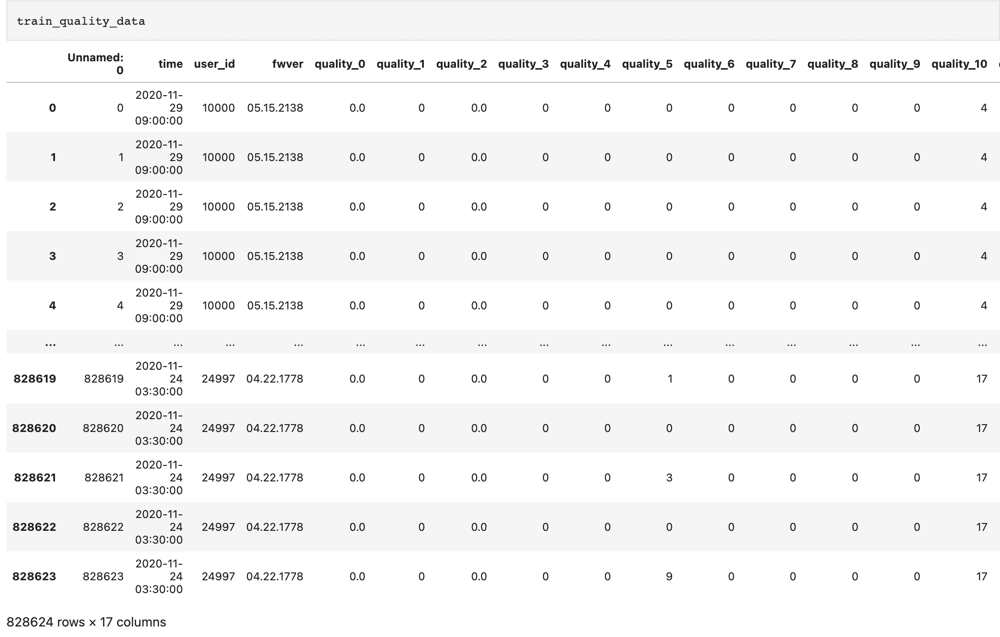 train_quality_data
Unnamed: 0 time user_id fwver quality_0 quality_1 quality_2 quality_3 quality_4 quality_5 quality_6 quality_7 quality_8 quality_9 quality_10
0 0 2020-11-29 09:00:00 10000 05.15.2138 0.0 0 0.0 0 0 0 0 0 0 0 4
1 1 2020-11-29 09:00:00 10000 05.15.2138 0.0 0 0.0 0 0 0 0 0 0 0 4
2 2 2020-11-29 09:00:00 10000 05.15.2138 0.0 0 0.0 0 0 0 0 0 0 0 4
3 3 2020-11-29 09:00:00 10000 05.15.2138 0.0 0 0.0 0 0 0 0 0 0 0 4
4 4 2020-11-29 09:00:00 10000 05.15.2138 0.0 0 0.0 0 0 0 0 0 0 0 4
... ... ... ... ... ... ... ... ... ... ... ... ... ... ... ...
828619 828619 2020-11-24 03:30:00 24997 04.22.1778 0.0 0 0.0 0 0 1 0 0 0 0 17
828620 828620 2020-11-24 03:30:00 24997 04.22.1778 0.0 0 0.0 0 0 0 0 0 0 0 17
828621 828621 2020-11-24 03:30:00 24997 04.22.1778 0.0 0 0.0 0 0 3 0 0 0 0 17
828622 828622 2020-11-24 03:30:00 24997 04.22.1778 0.0 0 0.0 0 0 0 0 0 0 0 17
828623 828623 2020-11-24 03:30:00 24997 04.22.1778 0.0 0 0.0 0 0 9 0 0 0 0 17
828624 rows × 17 columns